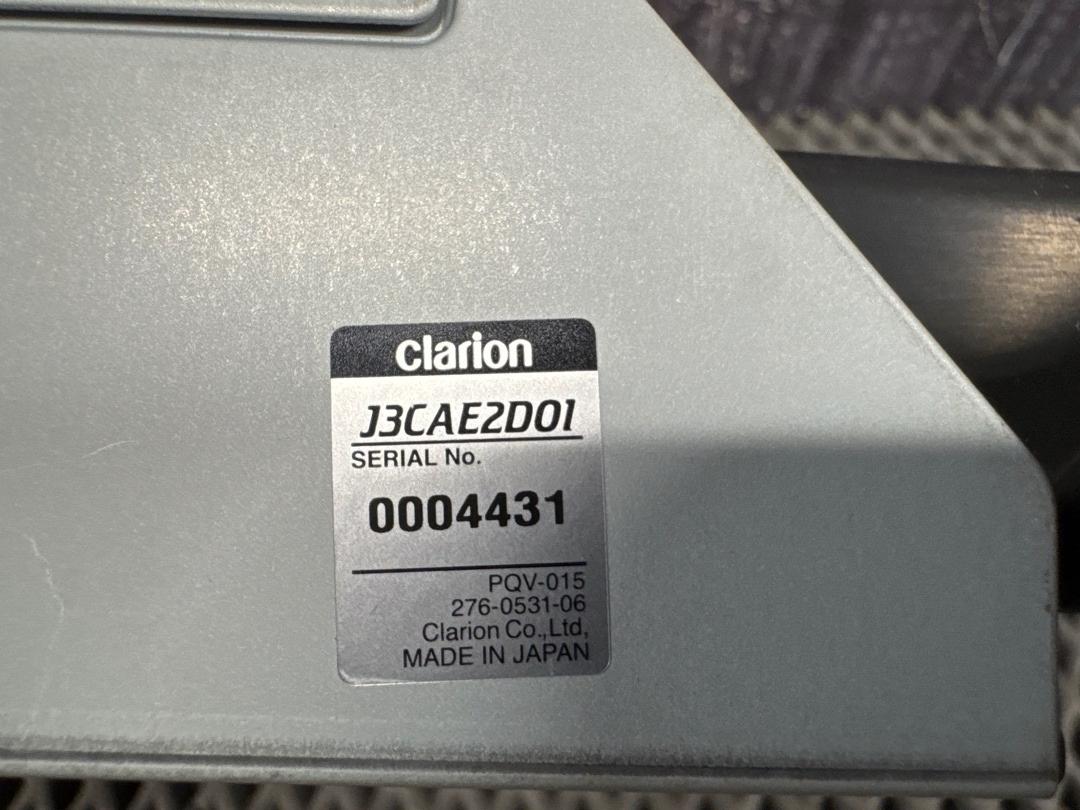 clarion
J3CAE2D01
SERIAL No.
0004431
PQV-015
276-0531-06
Clarion Co.,Ltd,
MADE IN JAPAN